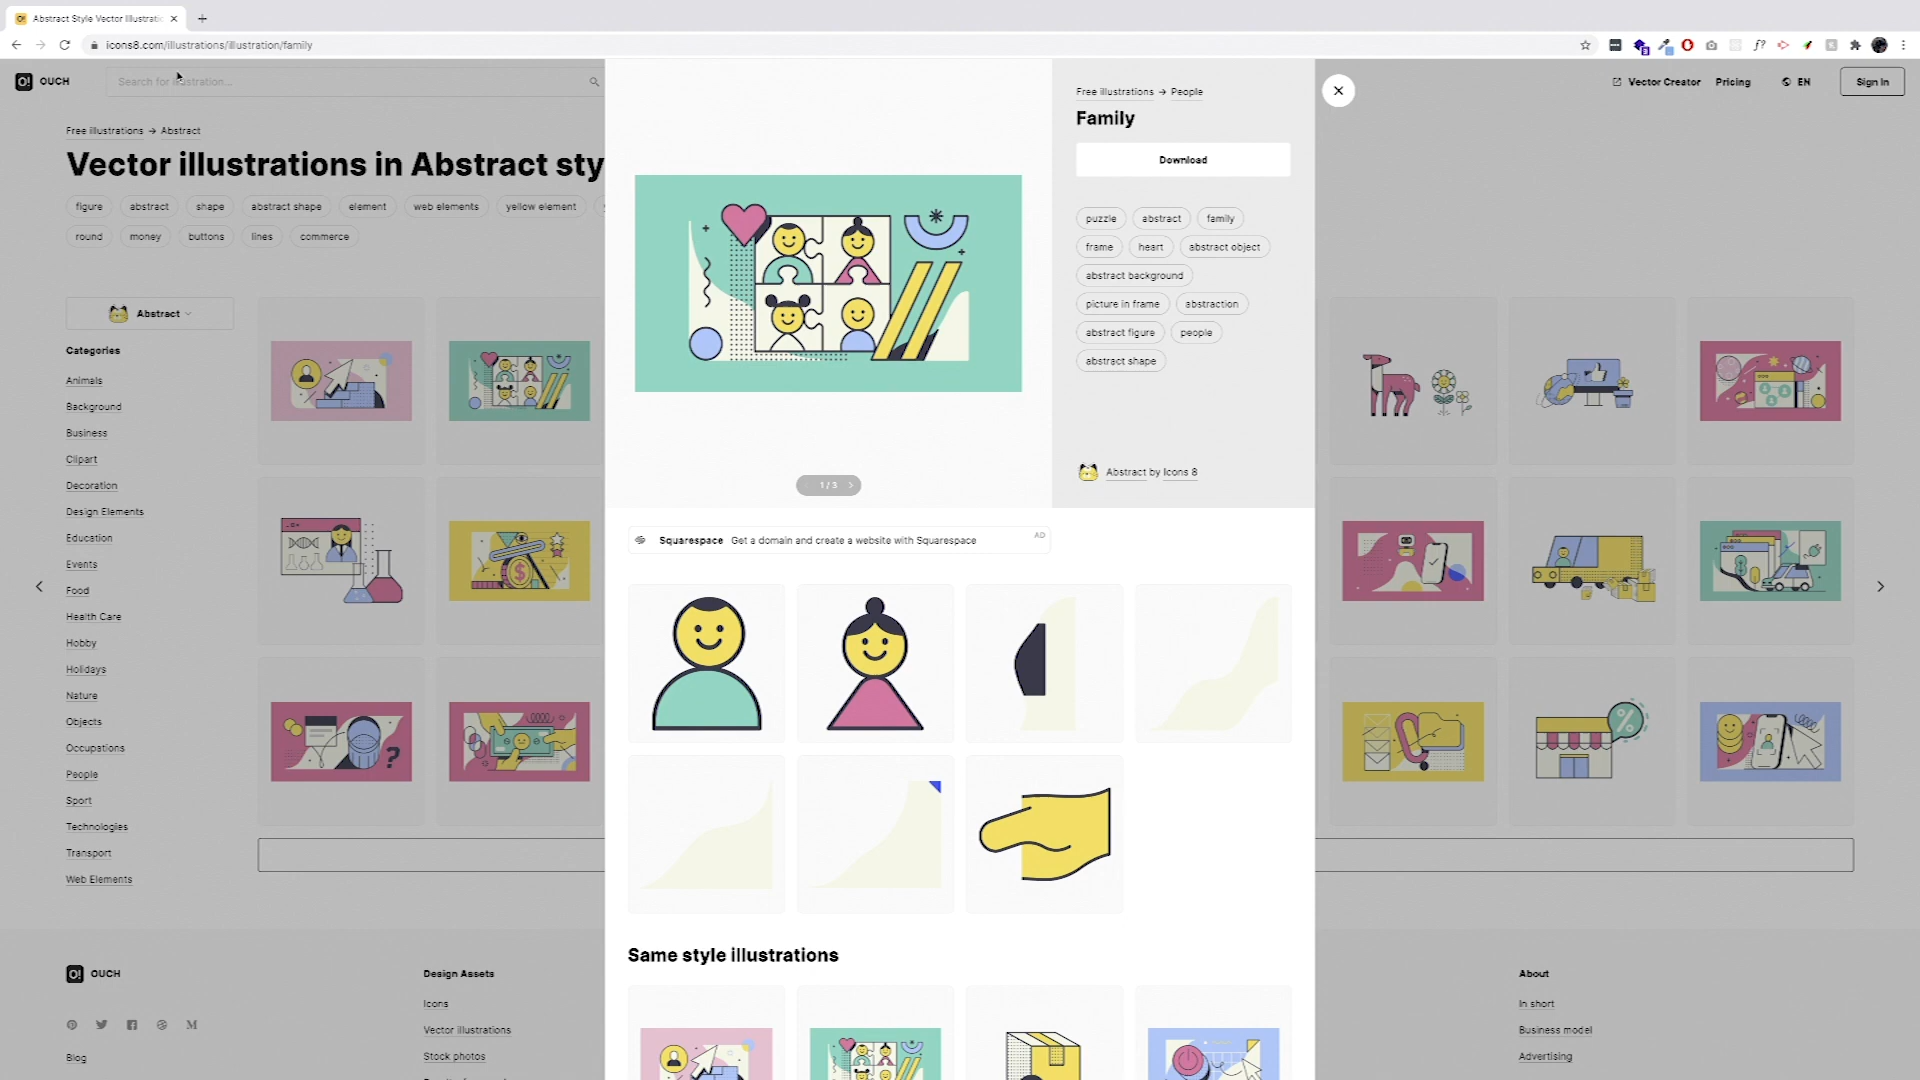 Abstract Style Vector Illustratio
icons8.com/illustrations/illustration/family
f?
O! OUCH
Search for illustration...
Vector Creator
Pricing
EN
Sign In
Free illustrations → Abstract
Vector illustrations in Abstract sty
figure
abstract
shape
abstract shape
element
web elements
yellow element
round
money
buttons
lines
commerce
Abstract
Categories
Animals
Background
Business
Clipart
Decoration
Design Elements
Education
Events
Food
Health Care
Hobby
Holidays
Nature
Objects
Occupations
People
Sport
Technologies
Transport
Web Elements
1 / 3
Free illustrations → People
Family
Download
puzzle
abstract
family
frame
heart
abstract object
abstract background
picture in frame
abstraction
abstract figure
people
abstract shape
Abstract by Icons 8
Squarespace Get a domain and create a website with Squarespace
AD
Same style illustrations
O! OUCH
Blog
Design Assets
Icons
Vector illustrations
Stock photos
About
In short
Business model
Advertising